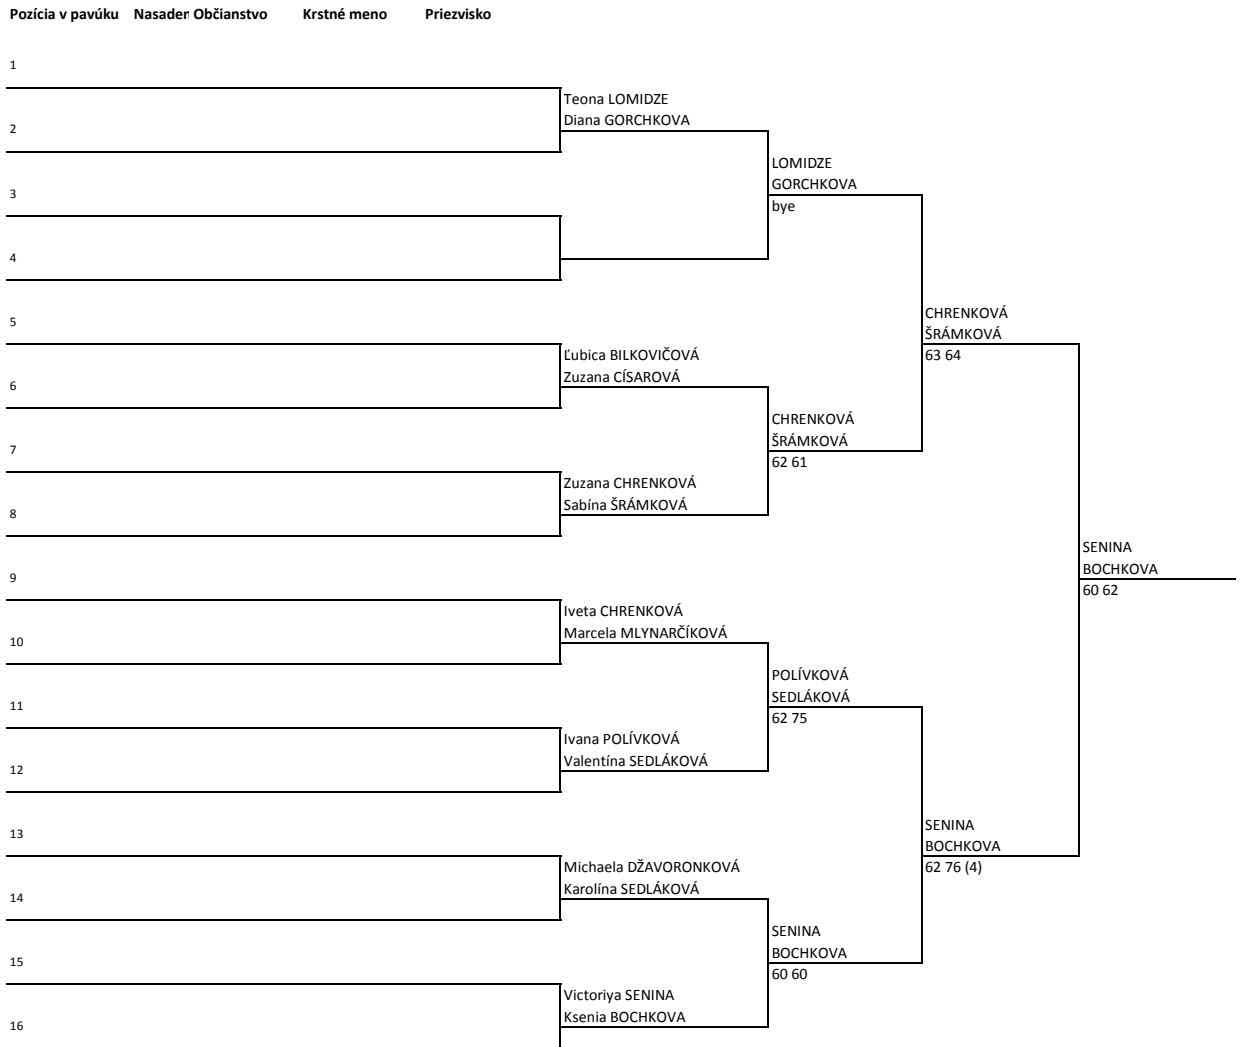 Pozícia v pavúku Nasaden Občianstvo Krstné meno Priezvisko
1
Teona LOMIDZE
Diana GORCHKOVA
2
LOMIDZE
GORCHKOVA
bye
3
4
5
CHRENKOVÁ
ŠRÁMKOVÁ
63 64
Ľubica BILKOVIČOVÁ
Zuzana CÍSAROVÁ
6
CHRENKOVÁ
ŠRÁMKOVÁ
62 61
7
Zuzana CHRENKOVÁ
Sabína ŠRÁMKOVÁ
8
SENINA
BOCHKOVA
60 62
9
Iveta CHRENKOVÁ
Marcela MLYNARČÍKOVÁ
10
POLÍVKOVÁ
SEDLÁKOVÁ
62 75
11
Ivana POLÍVKOVÁ
Valentína SEDLÁKOVÁ
12
13
SENINA
BOCHKOVA
62 76 (4)
Michaela DŽAVORONKOVÁ
Karolína SEDLÁKOVÁ
14
SENINA
BOCHKOVA
60 60
15
Victoriya SENINA
Ksenia BOCHKOVA
16